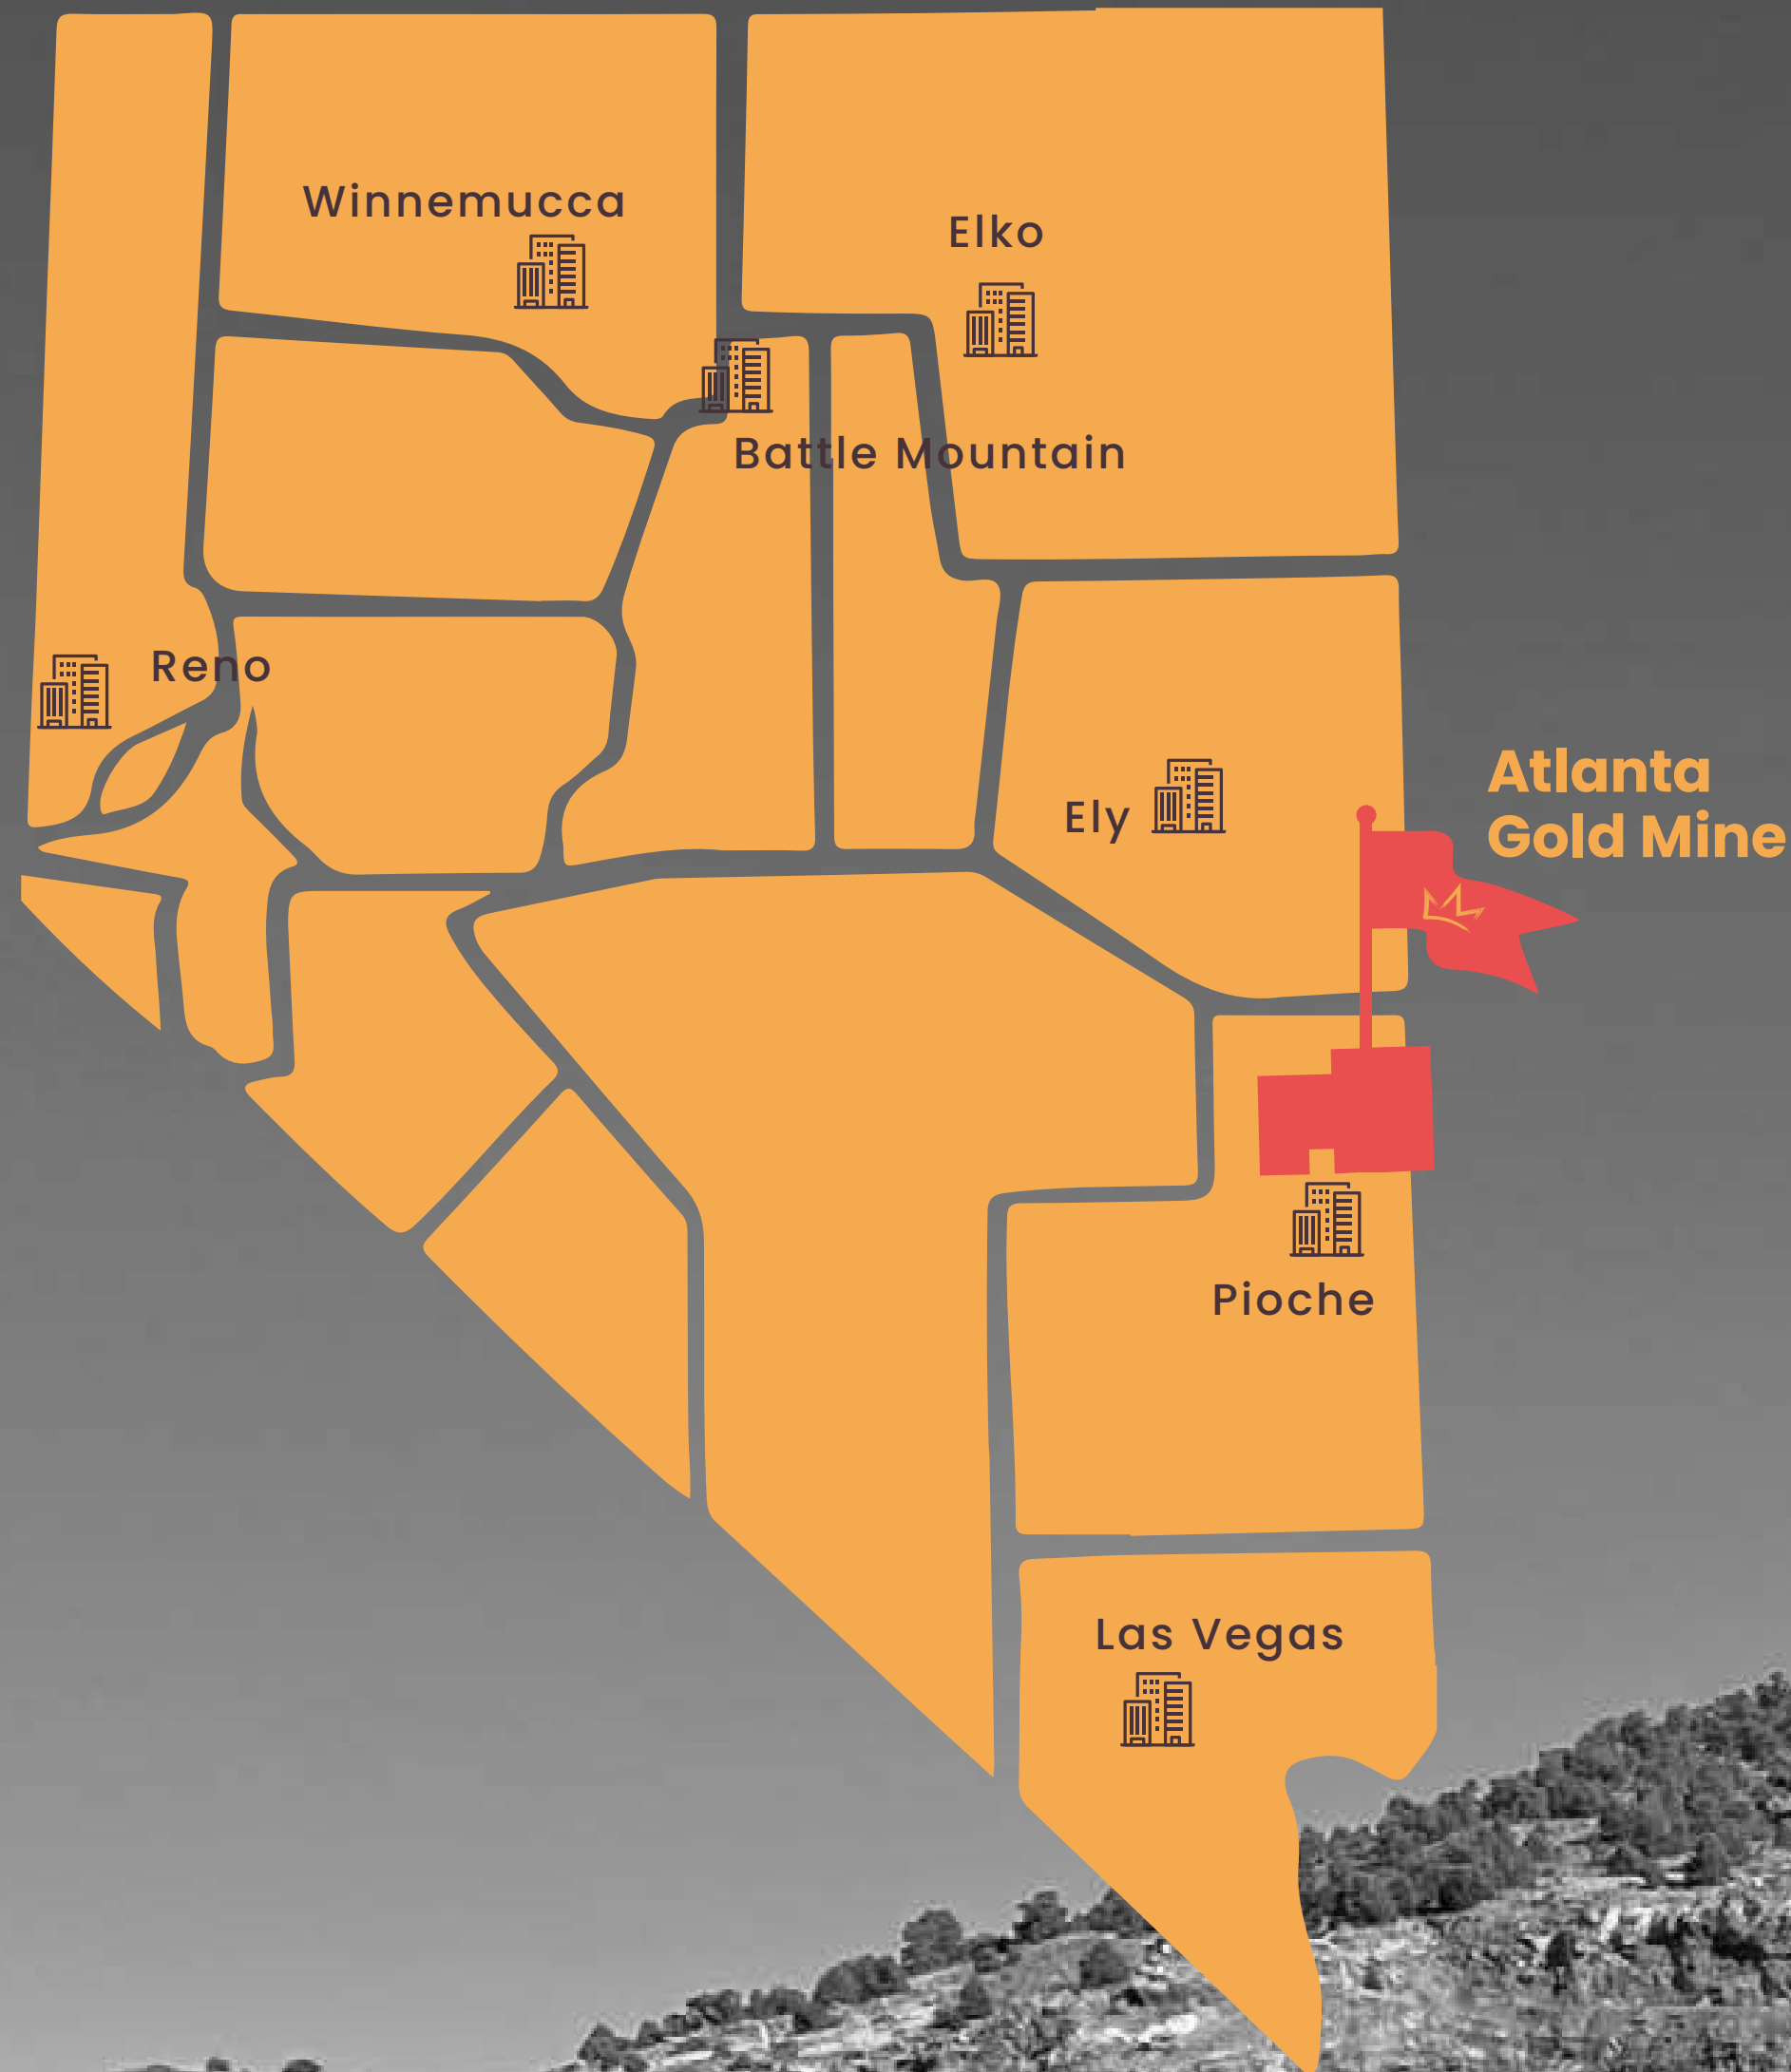 Winnemucca
Elko
Battle Mountain
Reno
Atlanta
Gold Mine
Ely
Pioche
Las Vegas